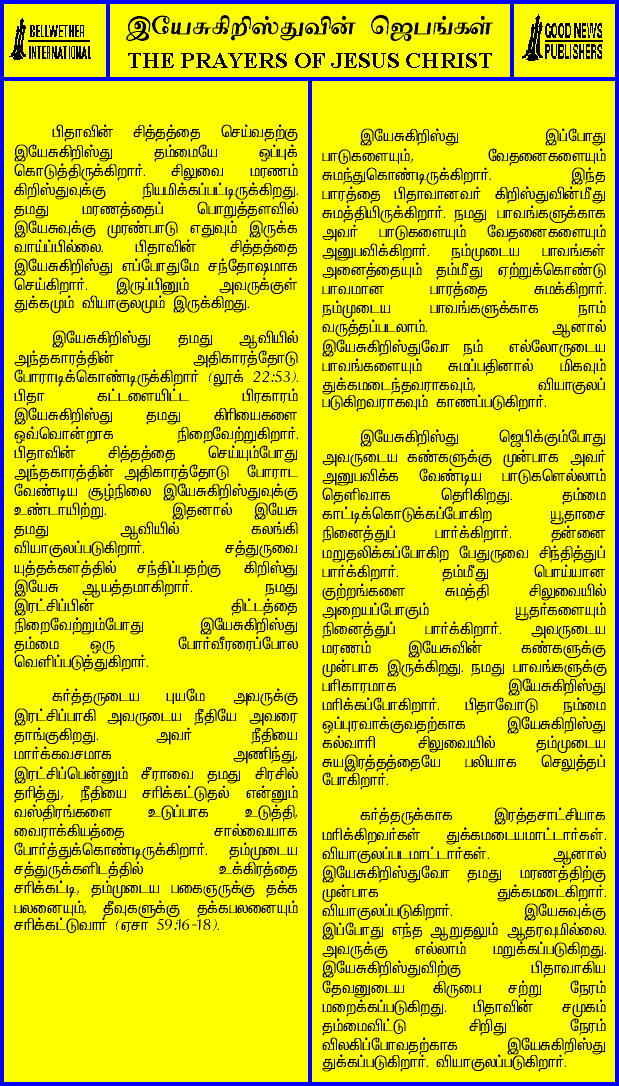 BELLWETHER
INTERNATIONAL
இயேசுகிறிஸ்துவின் ஜெபங்கள்
THE PRAYERS OF JESUS CHRIST
GOOD NEWS
PUBLISHERS
பிதாவின் சித்தத்தை செய்வதற்கு
இயேசுகிறிஸ்து தம்மையே ஒப்புக்
கொடுத்திருக்கிறார். சிலுவை மரணம்
கிறிஸ்துவுக்கு நியமிக்கப்பட்டிருக்கிறது.
தமது மரணத்தைப் பொறுத்தளவில்
இயேசுவுக்கு முரண்பாடு எதுவும் இருக்க
வாய்ப்பில்லை. பிதாவின் சித்தத்தை
இயேசுகிறிஸ்து எப்போதுமே சந்தோஷமாக
செய்கிறார். இருப்பினும் அவருக்குள்
துக்கமும் வியாகுலமும் இருக்கிறது.
இயேசுகிறிஸ்து தமது ஆவியில்
அந்தகாரத்தின் அதிகாரத்தோடு
போராடிக்கொண்டிருக்கிறார் (லூக் 22:53).
பிதா கட்டளையிட்ட பிரகாரம்
இயேசுகிறிஸ்து தமது கிரியைகளை
ஒவ்வொன்றாக நிறைவேற்றுகிறார்.
பிதாவின் சித்தத்தை செய்யும்போது
அந்தகாரத்தின் அதிகாரத்தோடு போராட
வேண்டிய சூழ்நிலை இயேசுகிறிஸ்துவுக்கு
உண்டாயிற்று. இதனால் இயேசு
தமது ஆவியில் கலங்கி
வியாகுலப்படுகிறார். சத்துருவை
யுத்தக்களத்தில் சந்திப்பதற்கு கிறிஸ்து
இயேசு ஆயத்தமாகிறார். நமது
இரட்சிப்பின் திட்டத்தை
நிறைவேற்றும்போது இயேசுகிறிஸ்து
தம்மை ஒரு போர்வீரரைப்போல
வெளிப்படுத்துகிறார்.
கர்த்தருடைய புயமே அவருக்கு
இரட்சிப்பாகி அவருடைய நீதியே அவரை
தாங்குகிறது. அவர் நீதியை
மார்க்கவசமாக அணிந்து,
இரட்சிப்பென்னும் சீராவை தமது சிரசில்
தரித்து, நீதியை சரிக்கட்டுதல் என்னும்
வஸ்திரங்களை உடுப்பாக உடுத்தி,
வைராக்கியத்தை சால்வையாக
போர்த்துக்கொண்டிருக்கிறார். தம்முடைய
சத்துருக்களிடத்தில் உக்கிரத்தை
சரிக்கட்டி, தம்முடைய பகைஞருக்கு தக்க
பலனையும், தீவுகளுக்கு தக்கபலனையும்
சரிக்கட்டுவார் (ஏசா 59:16-18).
இயேசுகிறிஸ்து இப்போது
பாடுகளையும், வேதனைகளையும்
சுமந்துகொண்டிருக்கிறார். இந்த
பாரத்தை பிதாவானவர் கிறிஸ்துவின்மீது
சுமத்தியிருக்கிறார். நமது பாவங்களுக்காக
அவர் பாடுகளையும் வேதனைகளையும்
அனுபவிக்கிறார். நம்முடைய பாவங்கள்
அனைத்தையும் தம்மீது ஏற்றுக்கொண்டு
பாவமான பாரத்தை சுமக்கிறார்.
நம்முடைய பாவங்களுக்காக நாம்
வருத்தப்படலாம். ஆனால்
இயேசுகிறிஸ்துவோ நம் எல்லோருடைய
பாவங்களையும் சுமப்பதினால் மிகவும்
துக்கமடைந்தவராகவும், வியாகுலப்
படுகிறவராகவும் காணப்படுகிறார்.
இயேசுகிறிஸ்து ஜெபிக்கும்போது
அவருடைய கண்களுக்கு முன்பாக அவர்
அனுபவிக்க வேண்டிய பாடுகளெல்லாம்
தெளிவாக தெரிகிறது. தம்மை
காட்டிக்கொடுக்கப்போகிற யூதாசை
நினைத்துப் பார்க்கிறார். தன்னை
மறுதலிக்கப்போகிற பேதுருவை சிந்தித்துப்
பார்க்கிறார். தம்மீது பொய்யான
குற்றங்களை சுமத்தி சிலுவையில்
அறையப்போகும் யூதர்களையும்
நினைத்துப் பார்க்கிறார். அவருடைய
மரணம் இயேசுவின் கண்களுக்கு
முன்பாக இருக்கிறது. நமது பாவங்களுக்கு
பரிகாரமாக இயேசுகிறிஸ்து
மரிக்கப்போகிறார். பிதாவோடு நம்மை
ஒப்புரவாக்குவதற்காக இயேசுகிறிஸ்து
கல்வாரி சிலுவையில் தம்முடைய
சுயஇரத்தத்தையே பலியாக செலுத்தப்
போகிறார்.
கர்த்தருக்காக இரத்தசாட்சியாக
மரிக்கிறவர்கள் துக்கமடையமாட்டார்கள்.
வியாகுலப்படமாட்டார்கள். ஆனால்
இயேசுகிறிஸ்துவோ தமது மரணத்திற்கு
முன்பாக துக்கமடைகிறார்.
வியாகுலப்படுகிறார். இயேசுவுக்கு
இப்போது எந்த ஆறுதலும் ஆதரவுமில்லை.
அவருக்கு எல்லாம் மறுக்கப்படுகிறது.
இயேசுகிறிஸ்துவிற்கு பிதாவாகிய
தேவனுடைய கிருபை சற்று நேரம்
மறைக்கப்படுகிறது. பிதாவின் சமுகம்
தம்மைவிட்டு சிறிது நேரம்
விலகிப்போவதற்காக இயேசுகிறிஸ்து
துக்கப்படுகிறார். வியாகுலப்படுகிறார்.